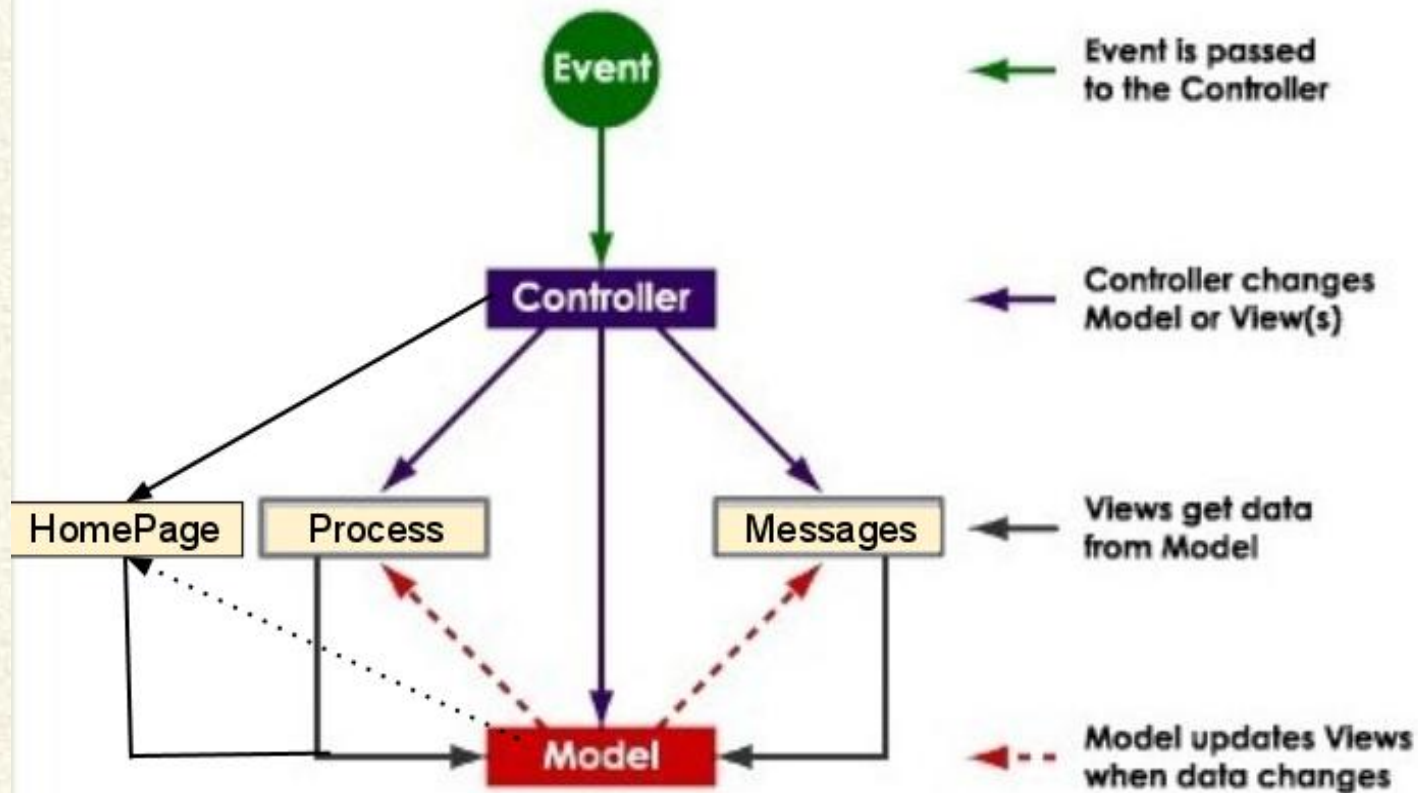 Event
Event is passed
to the Controller
Controller
Controller changes
Model or View(s)
HomePage
Process
Messages
Views get data
from Model
Model
Model updates Views
when data changes